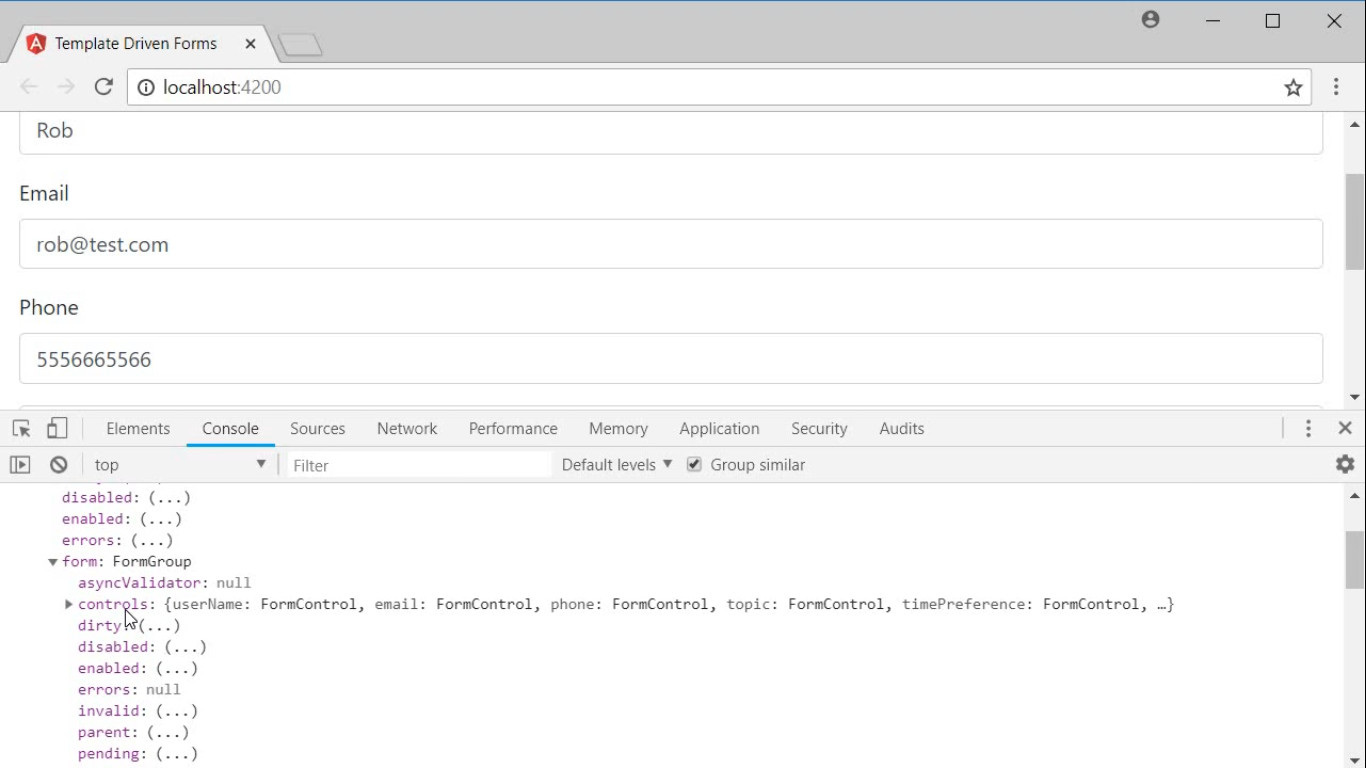 Template Driven Forms
localhost:4200
Rob
Email
rob@test.com
Phone
5556665566
Elements Console Sources Network Performance Memory Application Security Audits
top Filter Default levels Group similar
disabled: (...)
enabled: (...)
errors: (...)
form: FormGroup
asyncValidator: null
controls: {userName: FormControl, email: FormControl, phone: FormControl, topic: FormControl, timePreference: FormControl, …}
dirty: (...)
disabled: (...)
enabled: (...)
errors: null
invalid: (...)
parent: (...)
pending: (...)